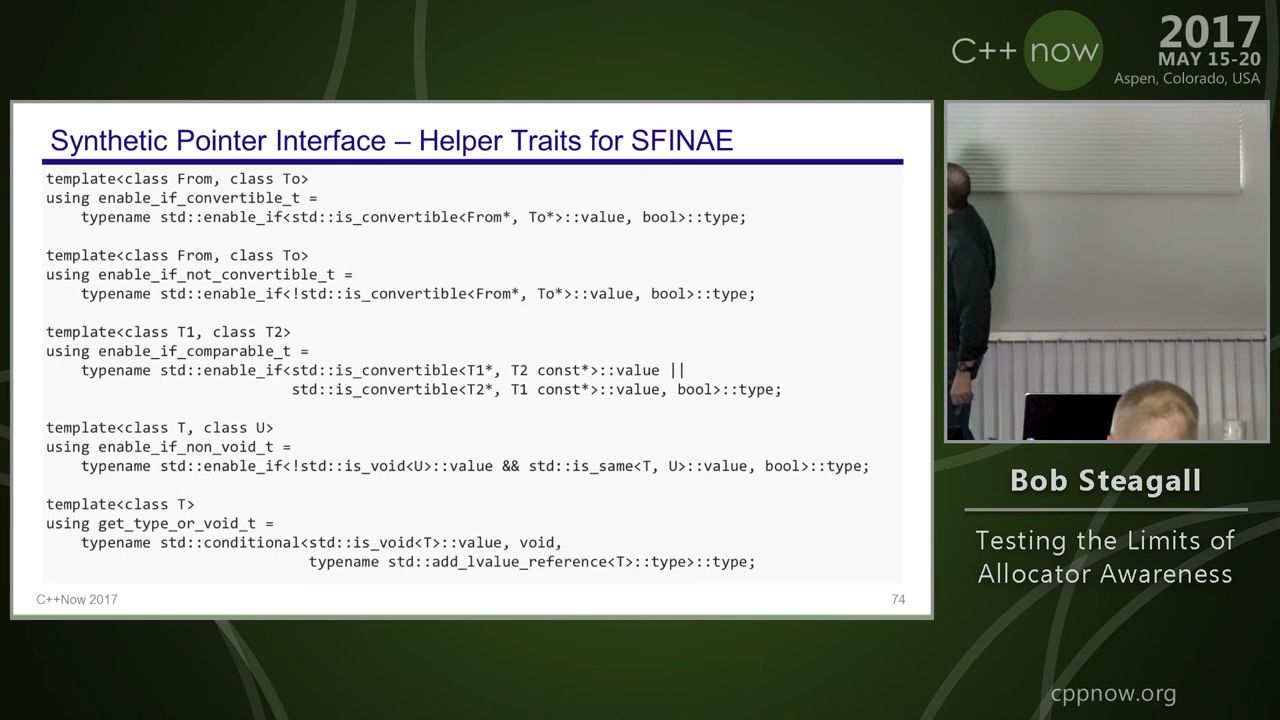 C++ now
2017
MAY 15-20
Aspen, Colorado, USA
Synthetic Pointer Interface – Helper Traits for SFINAE
template<class From, class To>
using enable_if_convertible_t =
    typename std::enable_if<std::is_convertible<From*, To*>::value, bool>::type;
template<class From, class To>
using enable_if_not_convertible_t =
    typename std::enable_if<!std::is_convertible<From*, To*>::value, bool>::type;
template<class T1, class T2>
using enable_if_comparable_t =
    typename std::enable_if<std::is_convertible<T1*, T2 const*>::value ||
                            std::is_convertible<T2*, T1 const*>::value, bool>::type;
template<class T, class U>
using enable_if_non_void_t =
    typename std::enable_if<!std::is_void<U>::value && std::is_same<T, U>::value, bool>::type;
template<class T>
using get_type_or_void_t =
    typename std::conditional<std::is_void<T>::value, void,
                              typename std::add_lvalue_reference<T>::type>::type;
C++Now 2017
74
Bob Steagall
Testing the Limits of
Allocator Awareness
cppnow.org